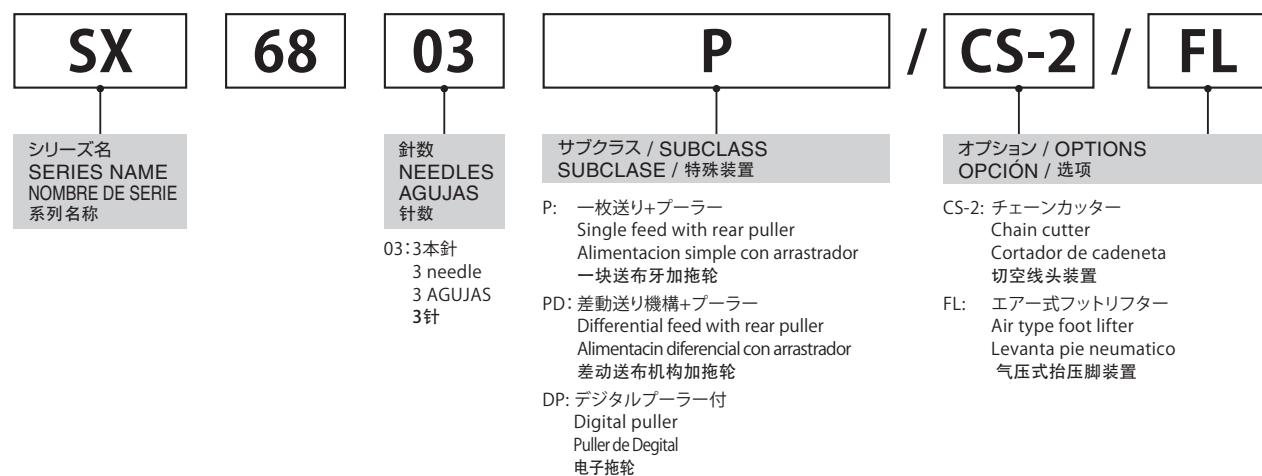 SX 68 03 P / CS-2 / FL
シリーズ名
SERIES NAME
NOMBRE DE SERIE
系列名称
針数
NEEDLES
AGUJAS
针数
03：3本針
3 needle
3 AGUJAS
3针
サブクラス / SUBCLASS
SUBCLASE / 特殊装置
P: 一枚送り+プーラー
Single feed with rear puller
Alimentacion simple con arrastrador
一块送布牙加拖轮
PD: 差動送り機構+プーラー
Differential feed with rear puller
Alimentacin diferencial con arrastrador
差动送布机构加拖轮
DP: デジタルプーラー付
Digital puller
Puller de Degital
电子拖轮
オプション / OPTIONS
OPCIÓN / 选项
CS-2: チェーンカッター
Chain cutter
Cortador de cadeneta
切空线头装置
FL: エアー式フットリフター
Air type foot lifter
Levanta pie neumatico
气压式抬压脚装置